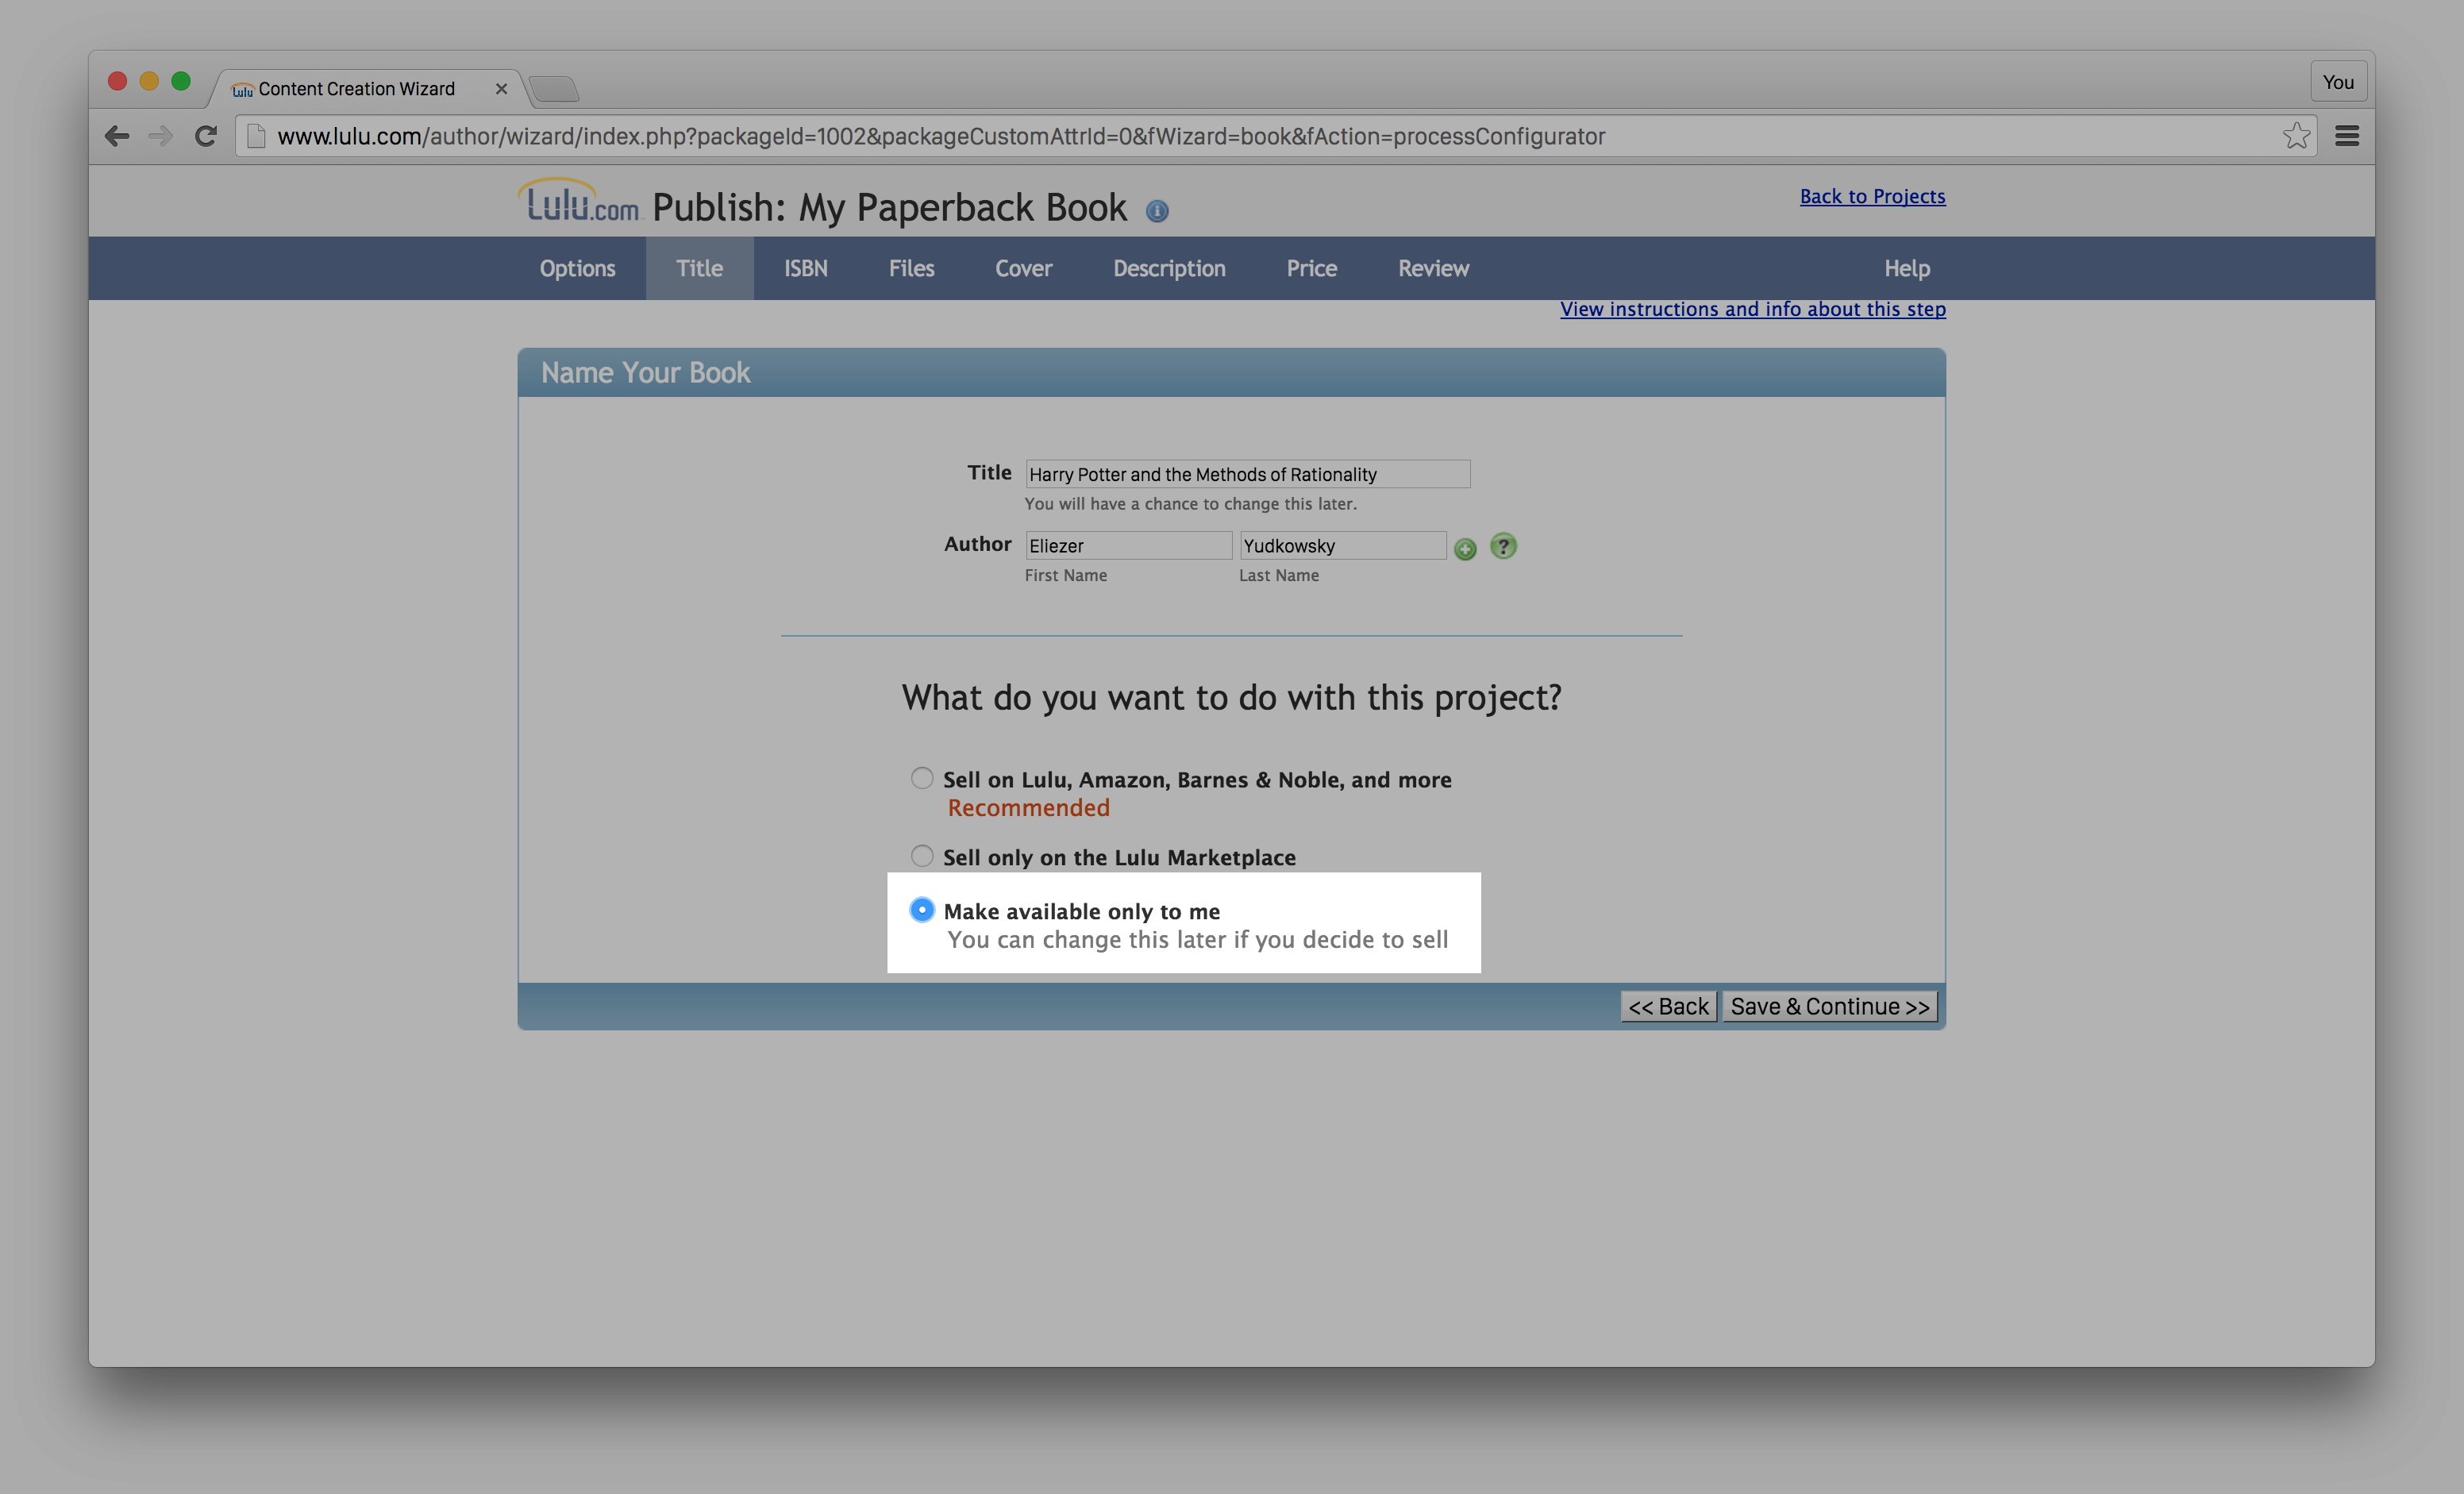 Lulu Content Creation Wizard ×
You
www.lulu.com/author/wizard/index.php?packageId=1002&packageCustomAttrId=0&fWizard=book&fAction=processConfigurator
Lulu.com Publish: My Paperback Book i
Back to Projects
Options Title ISBN Files Cover Description Price Review Help
View instructions and info about this step
Name Your Book
Title Harry Potter and the Methods of Rationality
You will have a chance to change this later.
Author Eliezer Yudkowsky + ?
First Name Last Name
What do you want to do with this project?
Sell on Lulu, Amazon, Barnes & Noble, and more
Recommended
Sell only on the Lulu Marketplace
Make available only to me
You can change this later if you decide to sell
<< Back Save & Continue >>